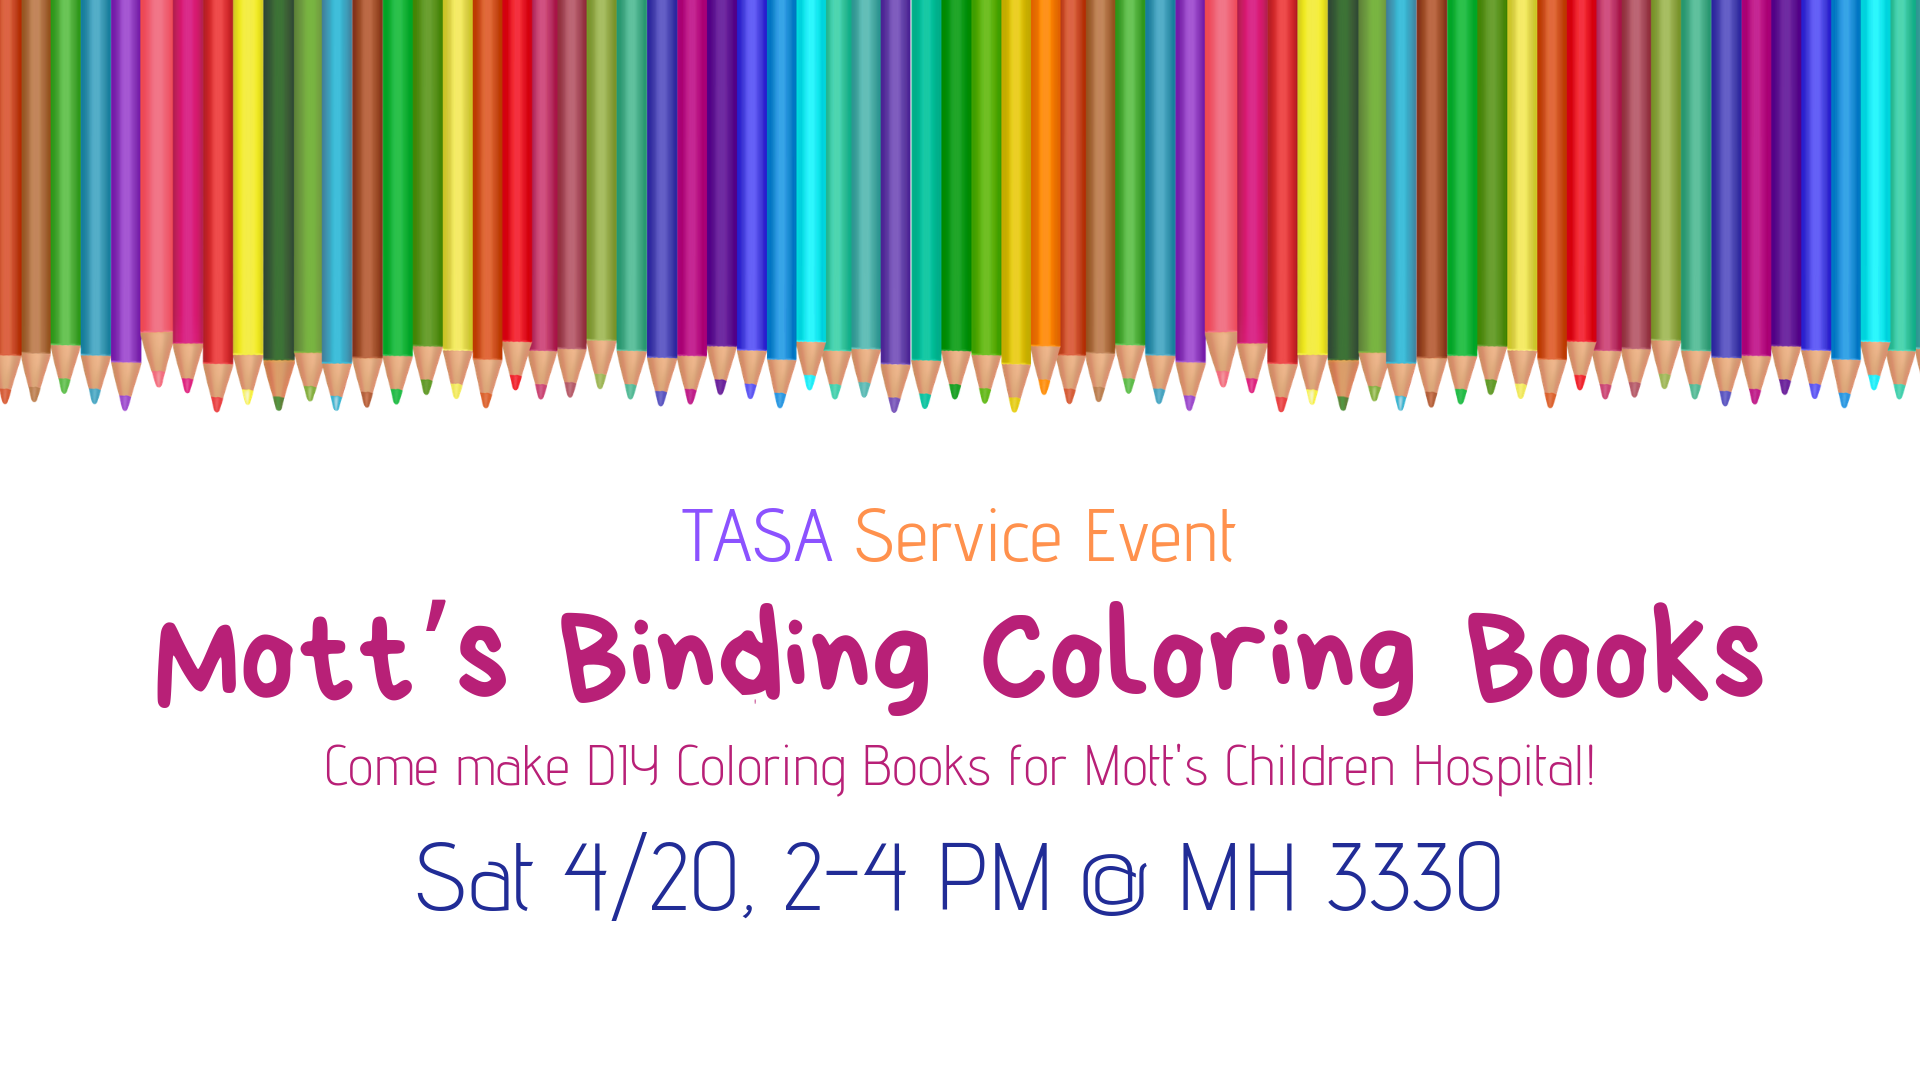 TASA Service Event
Mott's Binding Coloring Books
Come make DIY Coloring Books for Mott's Children Hospital!
Sat 4/20, 2-4 PM @ MH 3330